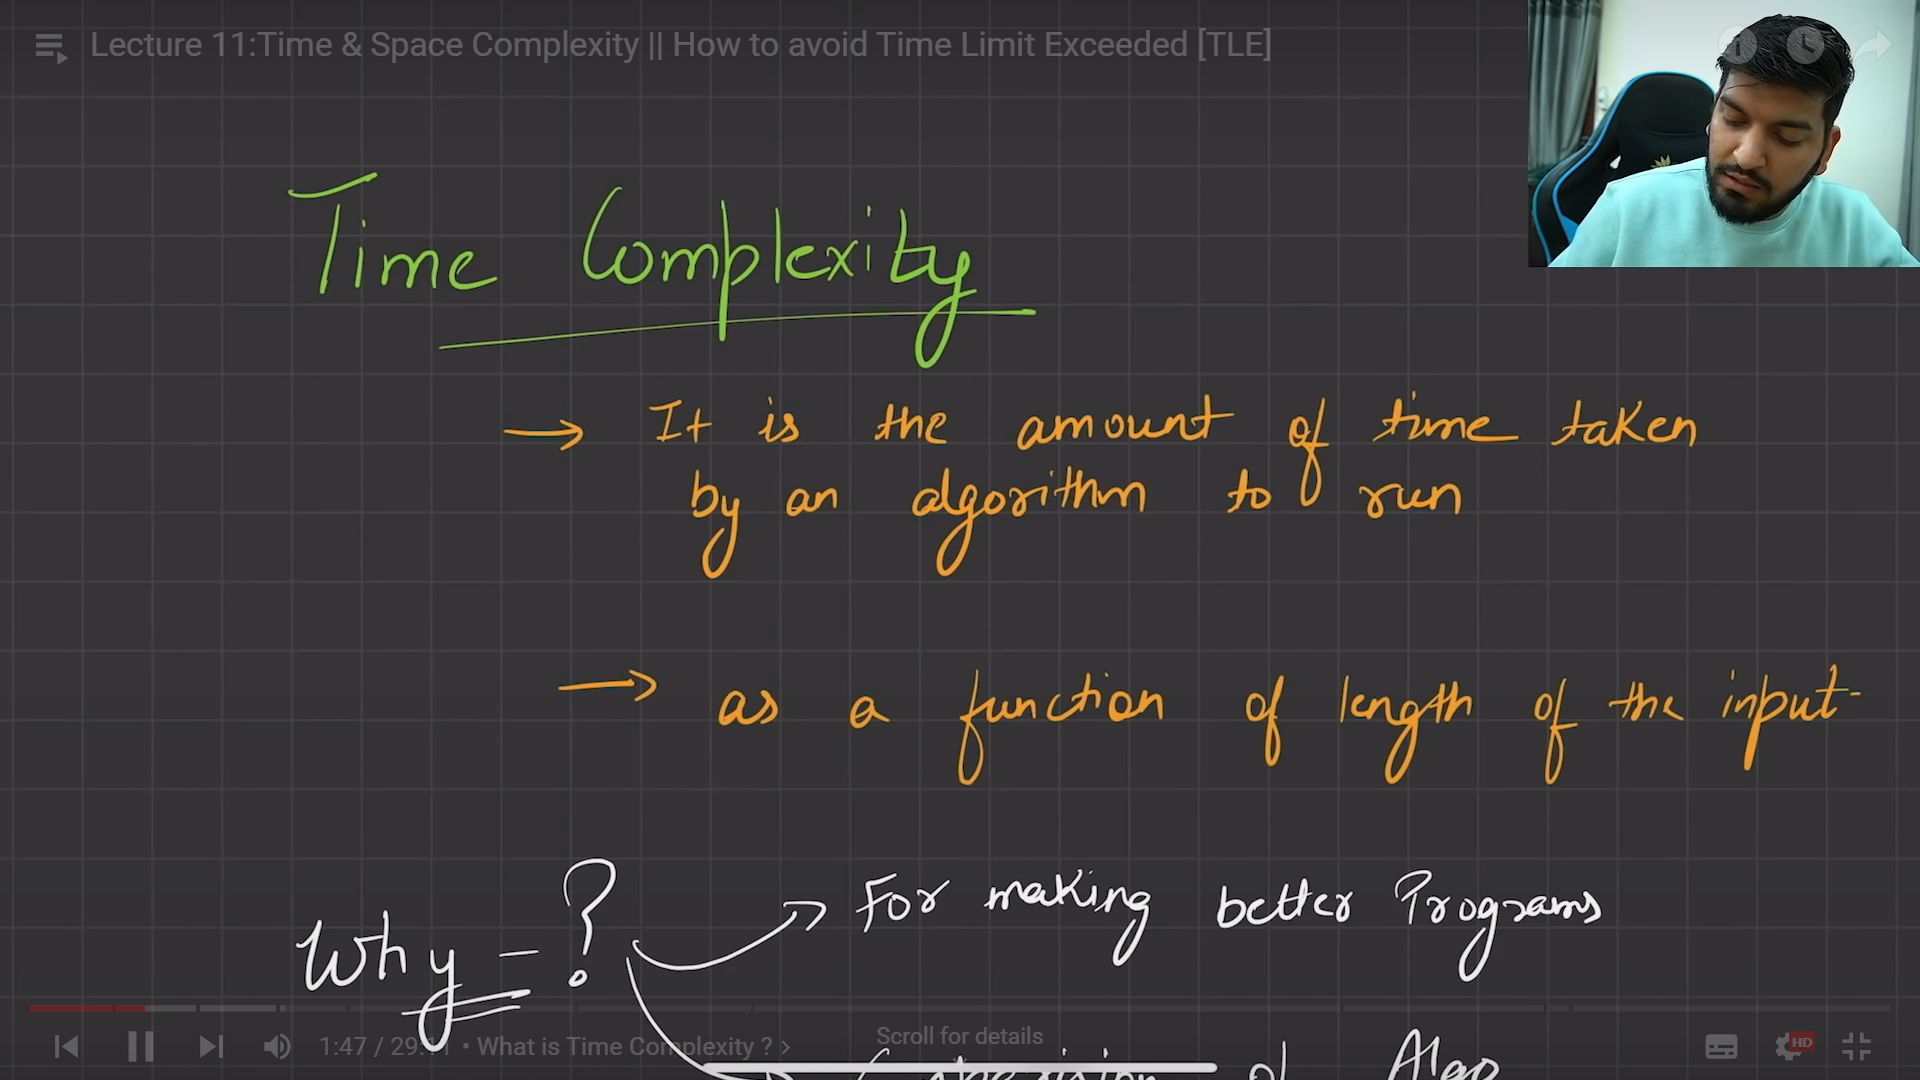 Lecture 11:Time & Space Complexity || How to avoid Time Limit Exceeded [TLE]
Time Complexity
→ It is the amount of time taken
by an algorithm to run
→ as a function of length of the input-
Why = ?
→ For making better Programs
of Algo
Scroll for details
1:47 / 29: • What is Time Complexity ? >
HD